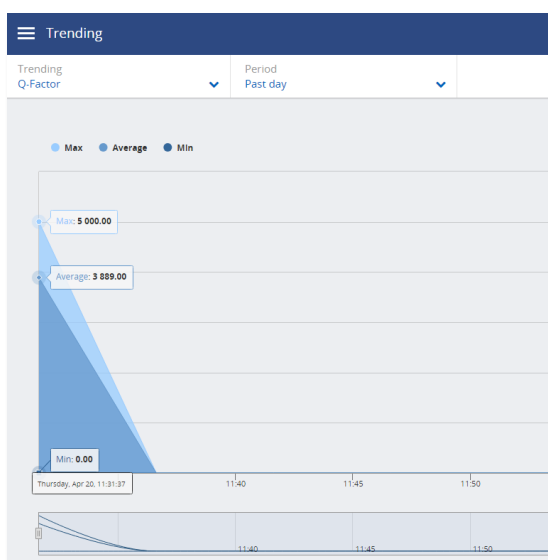 Trending
Trending
Period
Q-Factor
Past day
Max Average Min
Max: 5 000.00
Average: 3 889.00
Min: 0.00
Thursday, Apr 20, 11:31:37
11:40 11:45 11:50
11:40 11:45 11:50